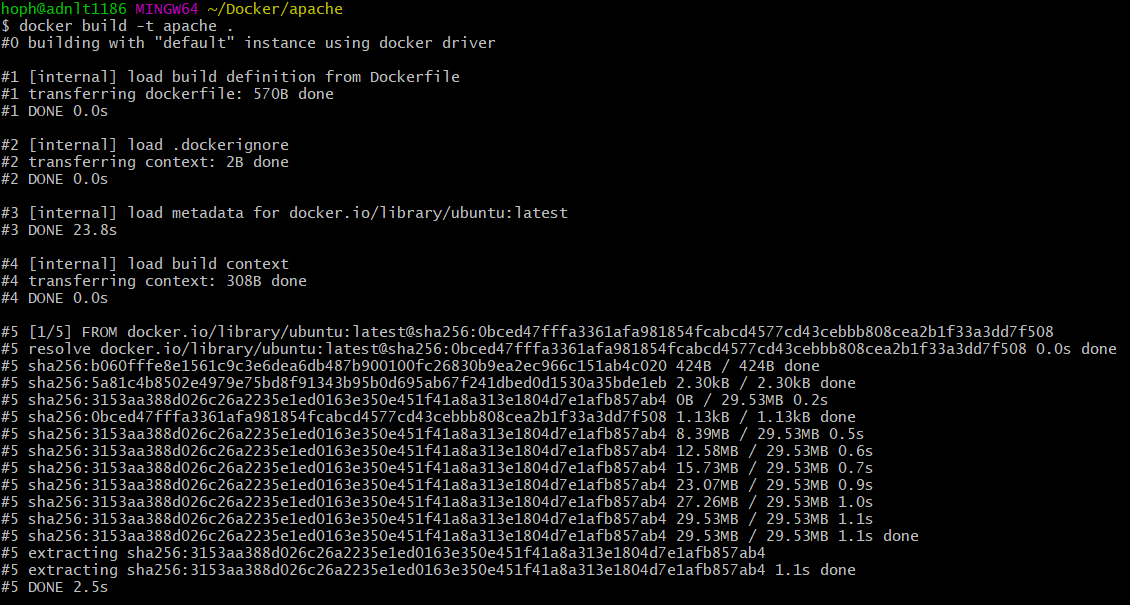 hoph@adnlt1186 MINGW64 ~/Docker/apache
$ docker build -t apache .
#0 building with "default" instance using docker driver
#1 [internal] load build definition from Dockerfile
#1 transferring dockerfile: 570B done
#1 DONE 0.0s
#2 [internal] load .dockerignore
#2 transferring context: 2B done
#2 DONE 0.0s
#3 [internal] load metadata for docker.io/library/ubuntu:latest
#3 DONE 23.8s
#4 [internal] load build context
#4 transferring context: 308B done
#4 DONE 0.0s
#5 [1/5] FROM docker.io/library/ubuntu:latest@sha256:0bced47fffa3361afa981854fcabcd4577cd43cebbb808cea2b1f33a3dd7f508
#5 resolve docker.io/library/ubuntu:latest@sha256:0bced47fffa3361afa981854fcabcd4577cd43cebbb808cea2b1f33a3dd7f508 0.0s done
#5 sha256:b060fffe8e1561c9c3e6dea6db487b900100fc26830b9ea2ec966c151ab4c020 424B / 424B done
#5 sha256:5a81c4b8502e4979e75bd8f91343b95b0d695ab67f241dbed0d1530a35bde1eb 2.30kB / 2.30kB done
#5 sha256:3153aa388d026c26a2235e1ed0163e350e451f41a8a313e1804d7e1afb857ab4 0B / 29.53MB 0.2s
#5 sha256:0bced47fffa3361afa981854fcabcd4577cd43cebbb808cea2b1f33a3dd7f508 1.13kB / 1.13kB done
#5 sha256:3153aa388d026c26a2235e1ed0163e350e451f41a8a313e1804d7e1afb857ab4 8.39MB / 29.53MB 0.5s
#5 sha256:3153aa388d026c26a2235e1ed0163e350e451f41a8a313e1804d7e1afb857ab4 12.58MB / 29.53MB 0.6s
#5 sha256:3153aa388d026c26a2235e1ed0163e350e451f41a8a313e1804d7e1afb857ab4 15.73MB / 29.53MB 0.7s
#5 sha256:3153aa388d026c26a2235e1ed0163e350e451f41a8a313e1804d7e1afb857ab4 23.07MB / 29.53MB 0.9s
#5 sha256:3153aa388d026c26a2235e1ed0163e350e451f41a8a313e1804d7e1afb857ab4 27.26MB / 29.53MB 1.0s
#5 sha256:3153aa388d026c26a2235e1ed0163e350e451f41a8a313e1804d7e1afb857ab4 29.53MB / 29.53MB 1.1s
#5 sha256:3153aa388d026c26a2235e1ed0163e350e451f41a8a313e1804d7e1afb857ab4 29.53MB / 29.53MB 1.1s done
#5 extracting sha256:3153aa388d026c26a2235e1ed0163e350e451f41a8a313e1804d7e1afb857ab4
#5 extracting sha256:3153aa388d026c26a2235e1ed0163e350e451f41a8a313e1804d7e1afb857ab4 1.1s done
#5 DONE 2.5s